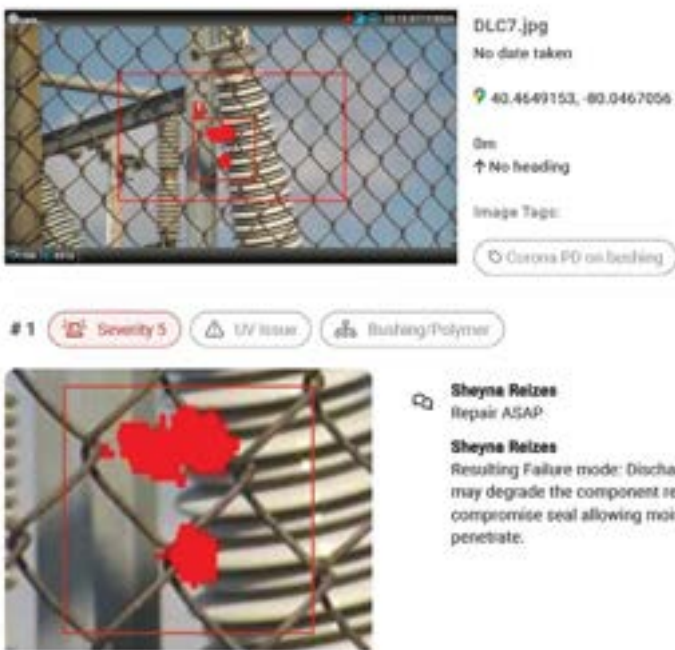 DLC7.jpg
No date taken
40.4649153, -80.0467056
0m
No heading
Image Tags:
Corona PD on bushing
#1
Severity 5
UV Issue
Bushing/Polymer
Sheyna Reizes
Repair ASAP
Sheyna Reizes
Resulting Failure mode: Discha
may degrade the component re
compromise seal allowing mois
penetrate.